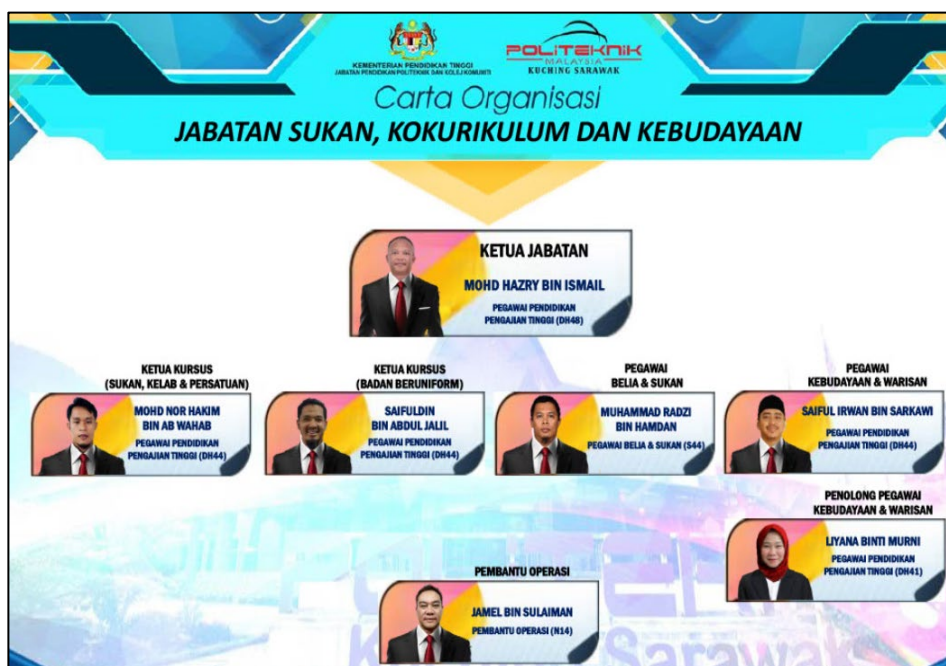 KEMENTERIAN PENDIDIKAN TINGGI
JABATAN PENDIDIKAN POLITEKNIK DAN KOLEJ KOMUNITI
POLITEKNIK
MALAYSIA
KUCHING SARAWAK
Carta Organisasi
JABATAN SUKAN, KOKURIKULUM DAN KEBUDAYAAN
KETUA JABATAN
MOHD HAZRY BIN ISMAIL
PEGAWAI PENDIDIKAN
PENGAJIAN TINGGI (DH48)
KETUA KURSUS
(SUKAN, KELAB & PERSATUAN)
MOHD NOR HAKIM
BIN AB WAHAB
PEGAWAI PENDIDIKAN
PENGAJIAN TINGGI (DH44)
KETUA KURSUS
(BADAN BERUNIFORM)
SAIFULDIN
BIN ABDUL JALIL
PEGAWAI PENDIDIKAN
PENGAJIAN TINGGI (DH44)
PEGAWAI
BELIA & SUKAN
MUHAMMAD RADZI
BIN HAMDAN
PEGAWAI BELIA & SUKAN (S44)
PEGAWAI
KEBUDAYAAN & WARISAN
SAIFUL IRWAN BIN SARKAWI
PEGAWAI PENDIDIKAN
PENGAJIAN TINGGI (DH44)
PENOLONG PEGAWAI
KEBUDAYAAN & WARISAN
LIYANA BINTI MURNI
PEGAWAI PENDIDIKAN
PENGAJIAN TINGGI (DH41)
PEMBANTU OPERASI
JAMEL BIN SULAIMAN
PEMBANTU OPERASI (N14)
Sarawak